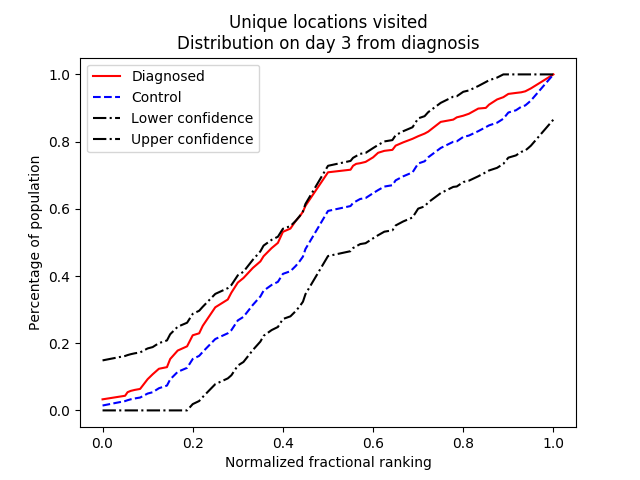 Unique locations visited
Distribution on day 3 from diagnosis
Diagnosed
Control
Lower confidence
Upper confidence
Percentage of population
1.0
0.8
0.6
0.4
0.2
0.0
0.0 0.2 0.4 0.6 0.8 1.0
Normalized fractional ranking